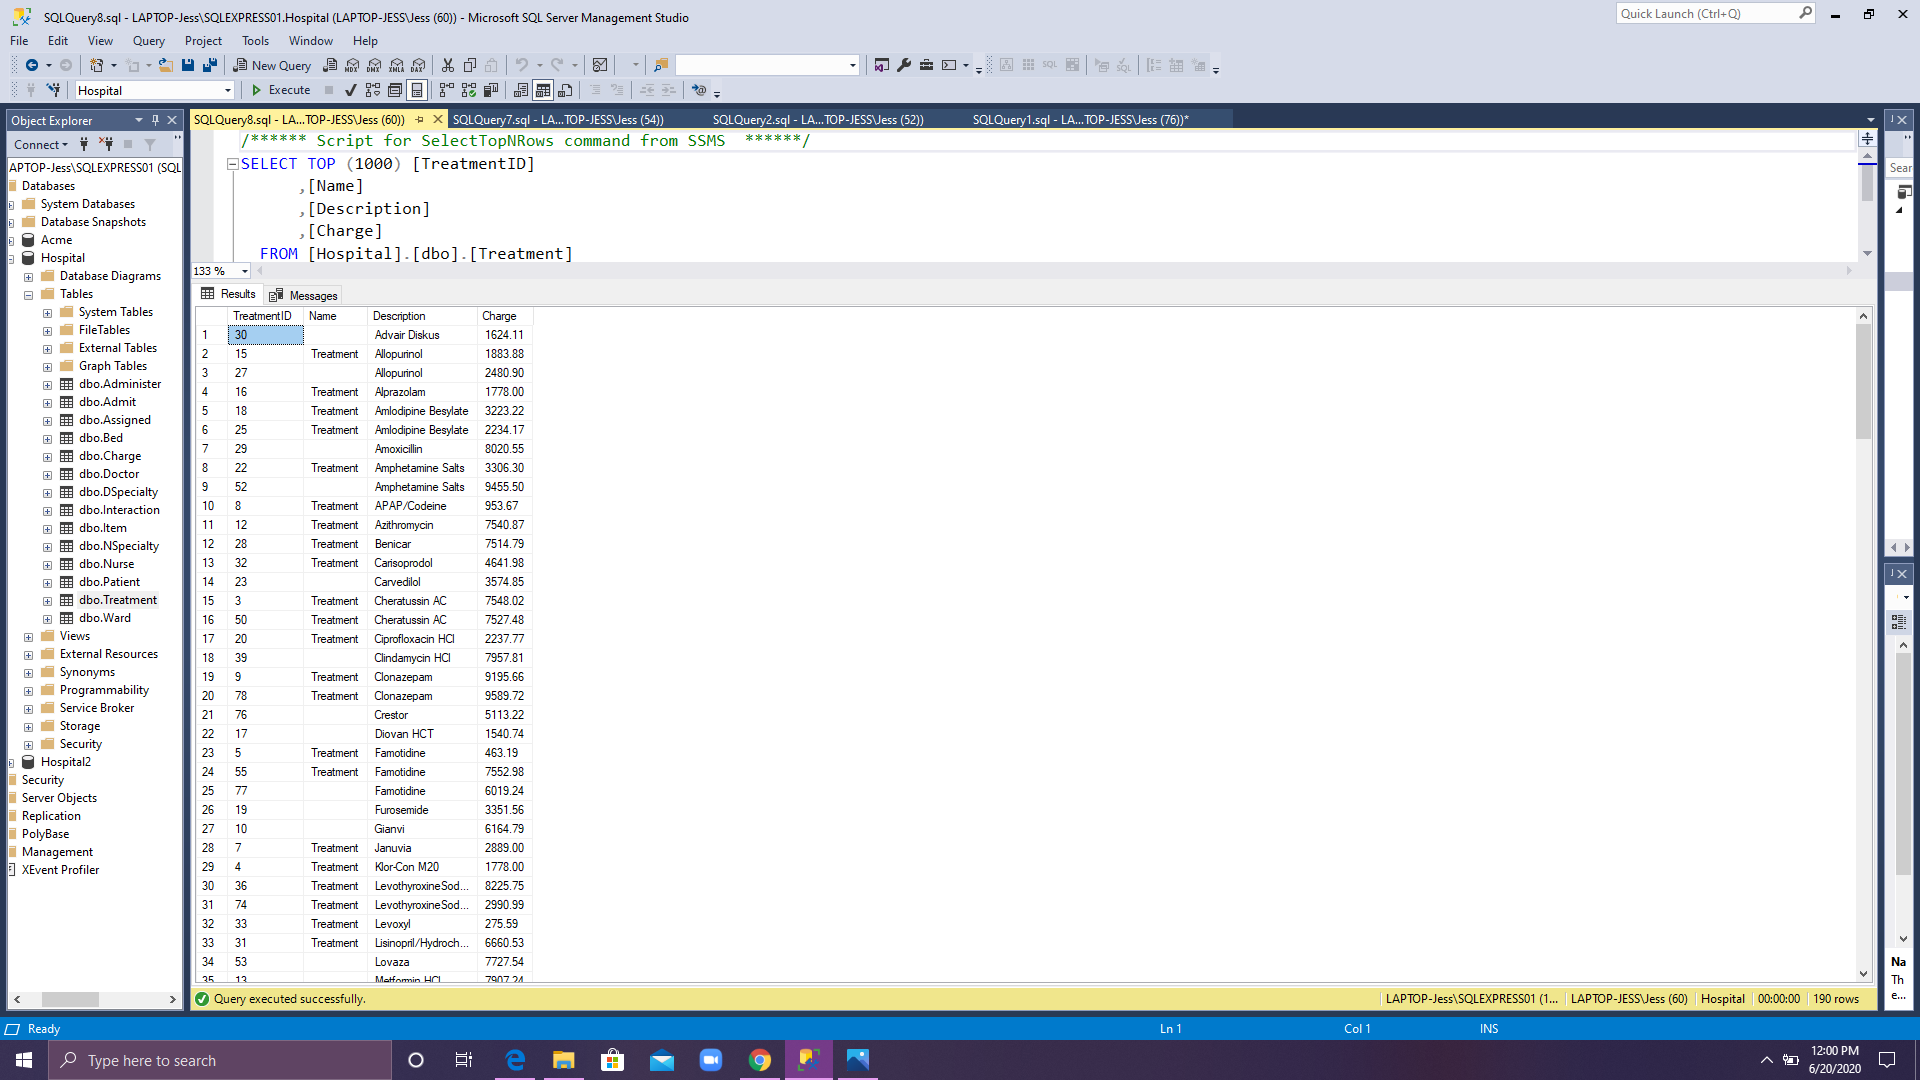 SQLQuery8.sql - LAPTOP-Jess\SQLEXPRESS01.Hospital (LAPTOP-JESS\Jess (60)) - Microsoft SQL Server Management Studio
Quick Launch (Ctrl+Q)
File Edit View Query Project Tools Window Help
New Query MDX DMX XMLA DAX
SQL
Hospital Execute
Object Explorer
SQLQuery8.sql - LA...TOP-JESS\Jess (60)) SQLQuery7.sql - LA...TOP-JESS\Jess (54)) SQLQuery2.sql - LA...TOP-JESS\Jess (52)) SQLQuery1.sql - LA...TOP-JESS\Jess (76))*
Connect
APTOP-Jess\SQLEXPRESS01 (SQL
Databases
System Databases
Database Snapshots
Acme
Hospital
Database Diagrams
Tables
System Tables
FileTables
External Tables
Graph Tables
dbo.Administer
dbo.Admit
dbo.Assigned
dbo.Bed
dbo.Charge
dbo.Doctor
dbo.DSpecialty
dbo.Interaction
dbo.Item
dbo.NSpecialty
dbo.Nurse
dbo.Patient
dbo.Treatment
dbo.Ward
Views
External Resources
Synonyms
Programmability
Service Broker
Storage
Security
Hospital2
Security
Server Objects
Replication
PolyBase
Management
XEvent Profiler
/****** Script for SelectTopNRows command from SSMS  ******/
SELECT TOP (1000) [TreatmentID]
,[Name]
,[Description]
,[Charge]
FROM [Hospital].[dbo].[Treatment]
133 %
Results Messages
TreatmentID Name Description Charge
1 30 Advair Diskus 1624.11
2 15 Treatment Allopurinol 1883.88
3 27 Allopurinol 2480.90
4 16 Treatment Alprazolam 1778.00
5 18 Treatment Amlodipine Besylate 3223.22
6 25 Treatment Amlodipine Besylate 2234.17
7 29 Amoxicillin 8020.55
8 22 Treatment Amphetamine Salts 3306.30
9 52 Amphetamine Salts 9455.50
10 8 Treatment APAP/Codeine 953.67
11 12 Treatment Azithromycin 7540.87
12 28 Treatment Benicar 7514.79
13 32 Treatment Carisoprodol 4641.98
14 23 Carvedilol 3574.85
15 3 Treatment Cheratussin AC 7548.02
16 50 Treatment Cheratussin AC 7527.48
17 20 Treatment Ciprofloxacin HCl 2237.77
18 39 Clindamycin HCl 7957.81
19 9 Treatment Clonazepam 9195.66
20 78 Treatment Clonazepam 9589.72
21 76 Crestor 5113.22
22 17 Diovan HCT 1540.74
23 5 Treatment Famotidine 463.19
24 55 Treatment Famotidine 7552.98
25 77 Famotidine 6019.24
26 19 Furosemide 3351.56
27 10 Gianvi 6164.79
28 7 Treatment Januvia 2889.00
29 4 Treatment Klor-Con M20 1778.00
30 36 Treatment LevothyroxineSod... 8225.75
31 74 Treatment LevothyroxineSod... 2990.99
32 33 Treatment Levoxyl 275.59
33 31 Treatment Lisinopril/Hydroch... 6660.53
34 53 Lovaza 7727.54
35 13 Metformin HCl 7907.24
Sear
Na
Th
e...
Query executed successfully. LAPTOP-Jess\SQLEXPRESS01 (1... LAPTOP-JESS\Jess (60) Hospital 00:00:00 190 rows
Ready Ln 1 Col 1 INS
Type here to search
12:00 PM
6/20/2020